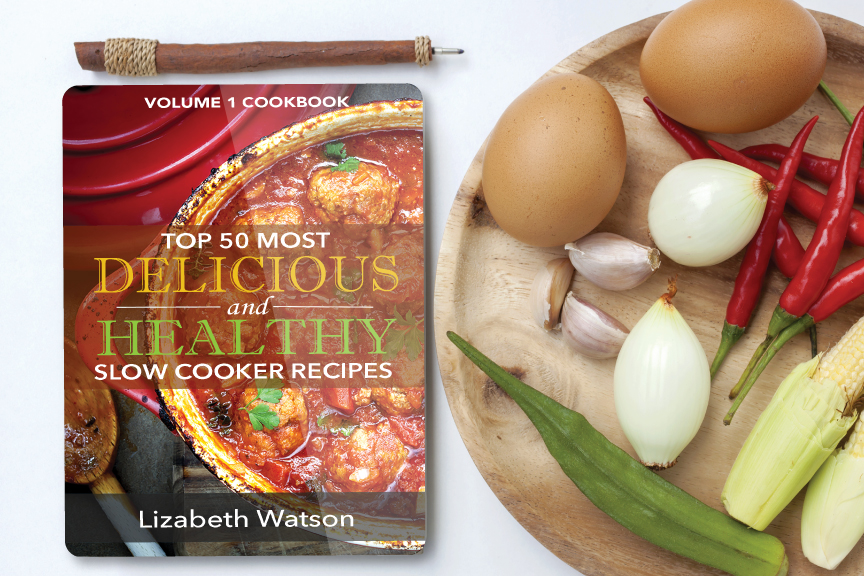 VOLUME 1 COOKBOOK
TOP 50 MOST
DELICIOUS
and
HEALTHY
SLOW COOKER RECIPES
Lizabeth Watson